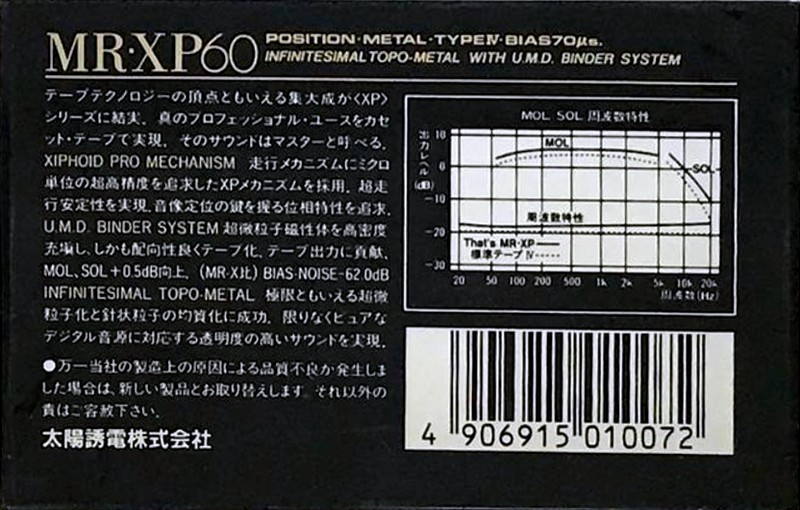 MR·XP60
POSITION·METAL·TYPEⅣ·BIAS70μs.
INFINITESIMAL TOPO-METAL WITH U.M.D. BINDER SYSTEM
テープテクノロジーの頂点ともいえる集大成が〈XP〉
シリーズに結実。真のプロフェッショナル・ユースをカセ
ット・テープで実現。そのサウンドはマスターと呼べる。
XIPHOID PRO MECHANISM 走行メカニズムにミクロ
単位の超高精度を追求したXPメカニズムを採用。超走
行安定性を実現。音像定位の鍵を握る位相特性を追求。
U.M.D. BINDER SYSTEM 超微粒子磁性体を高密度
充填し、しかも配向性良くテープ化。テープ出力に貢献。
MOL、SOL+0.5dB向上。(MR-X比) BIAS·NOISE-62.0dB
INFINITESIMAL TOPO-METAL 極限ともいえる超微
粒子化と針状粒子の均質化に成功。限りなくピュアな
デジタル音源に対応する透明度の高いサウンドを実現。
●万一当社の製造上の原因による品質不良が発生しま
した場合は、新しい製品とお取り替えします。それ以外の
責はご容赦下さい。
太陽誘電株式会社
MOL SOL 周波数特性
出力レベル(dB)
10
0
-10
-20
-30
MOL
SOL
周波数特性
That's MR·XP
標準テープⅣ
20 50 100 200 500 1k 2k 5k 10k 20k
周波数(Hz)
4 906915 010072